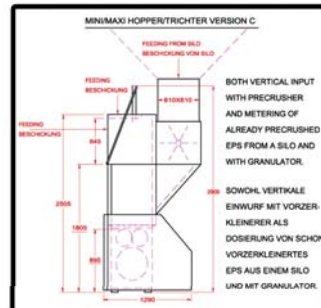 MINI/MAXI HOPPER/TRICHTER VERSION C
FEEDING FROM SILO
BESCHICKUNG VOM SILO
FEEDING
BESCHICKUNG
610X610
FEEDING
BESCHICKUNG
645
2505
1805
895
1290
BOTH VERTICAL INPUT
WITH PRECRUSHER
AND METERING OF
ALREADY PRECRUSHED
EPS FROM A SILO AND
WITH GRANULATOR.
SOWOHL VERTIKALE
EINWURF MIT VORZER-
KLEINERER ALS
DOSIERUNG VON SCHON
VORZERKLEINERTES
EPS AUS EINEM SILO
UND MIT GRANULATOR.